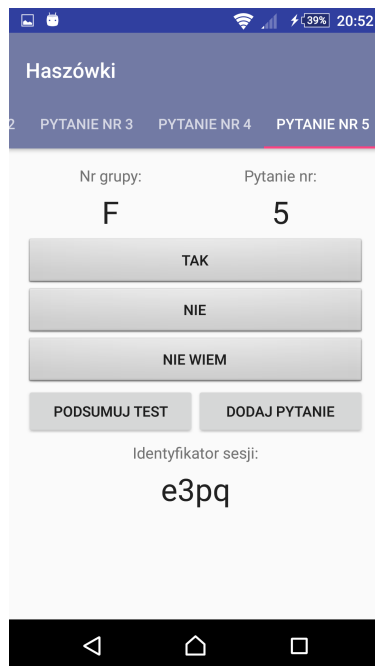 39% 20:52
Haszówki
2 PYTANIE NR 3 PYTANIE NR 4 PYTANIE NR 5
Nr grupy: Pytanie nr:
F 5
TAK
NIE
NIE WIEM
PODSUMUJ TEST DODAJ PYTANIE
Identyfikator sesji:
e3pq